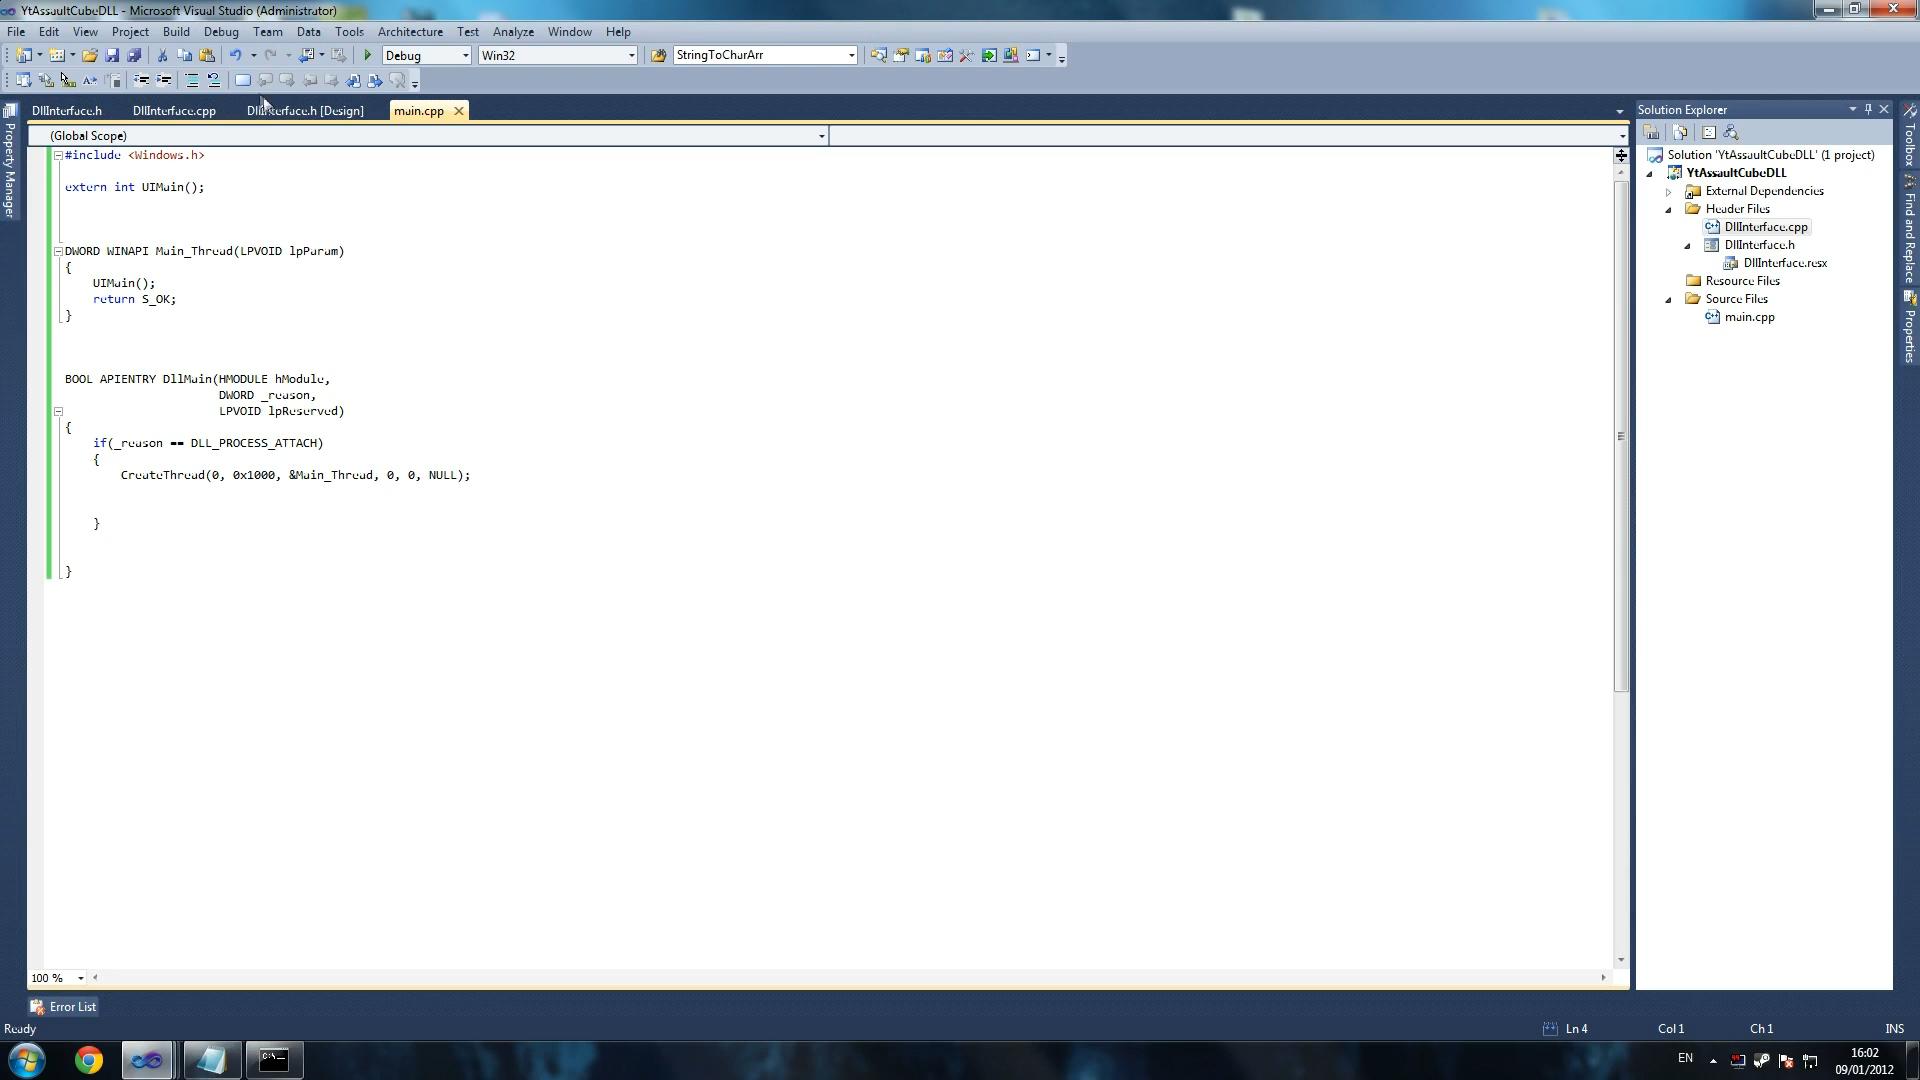 YtAssaultCubeDLL - Microsoft Visual Studio (Administrator)
File Edit View Project Build Debug Team Data Tools Architecture Test Analyze Window Help
Debug Win32 StringToCharArr
DllInterface.h DllInterface.cpp DllInterface.h [Design] main.cpp
(Global Scope)
#include <Windows.h>
extern int UIMain();
DWORD WINAPI Main_Thread(LPVOID lpParam)
{
UIMain();
return S_OK;
}
BOOL APIENTRY DllMain(HMODULE hModule,
DWORD _reason,
LPVOID lpReserved)
{
if(_reason == DLL_PROCESS_ATTACH)
{
CreateThread(0, 0x1000, &Main_Thread, 0, 0, NULL);
}
}
100 %
Error List
Ready
Ln 4 Col 1 Ch 1 INS
Property Manager
Solution Explorer
Solution 'YtAssaultCubeDLL' (1 project)
YtAssaultCubeDLL
External Dependencies
Header Files
DllInterface.cpp
DllInterface.h
DllInterface.resx
Resource Files
Source Files
main.cpp
Toolbox
Find and Replace
Properties
C:\
EN
16:02
09/01/2012